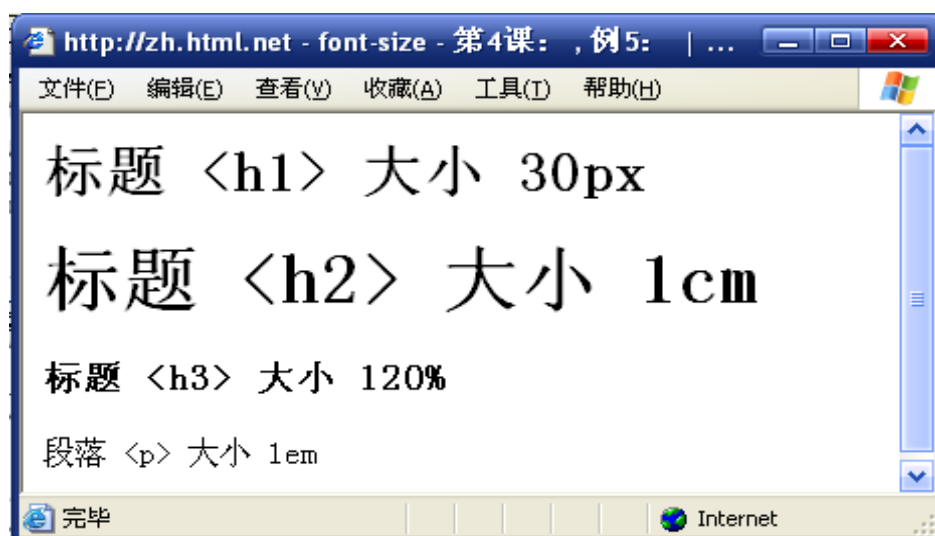 http://zh.html.net - font-size - 第4课： , 例5： | ...
文件(F) 编辑(E) 查看(V) 收藏(A) 工具(T) 帮助(H)
标题 <h1> 大小 30px
标题 <h2> 大小 1cm
标题 <h3> 大小 120%
段落 <p> 大小 1em
完毕 Internet